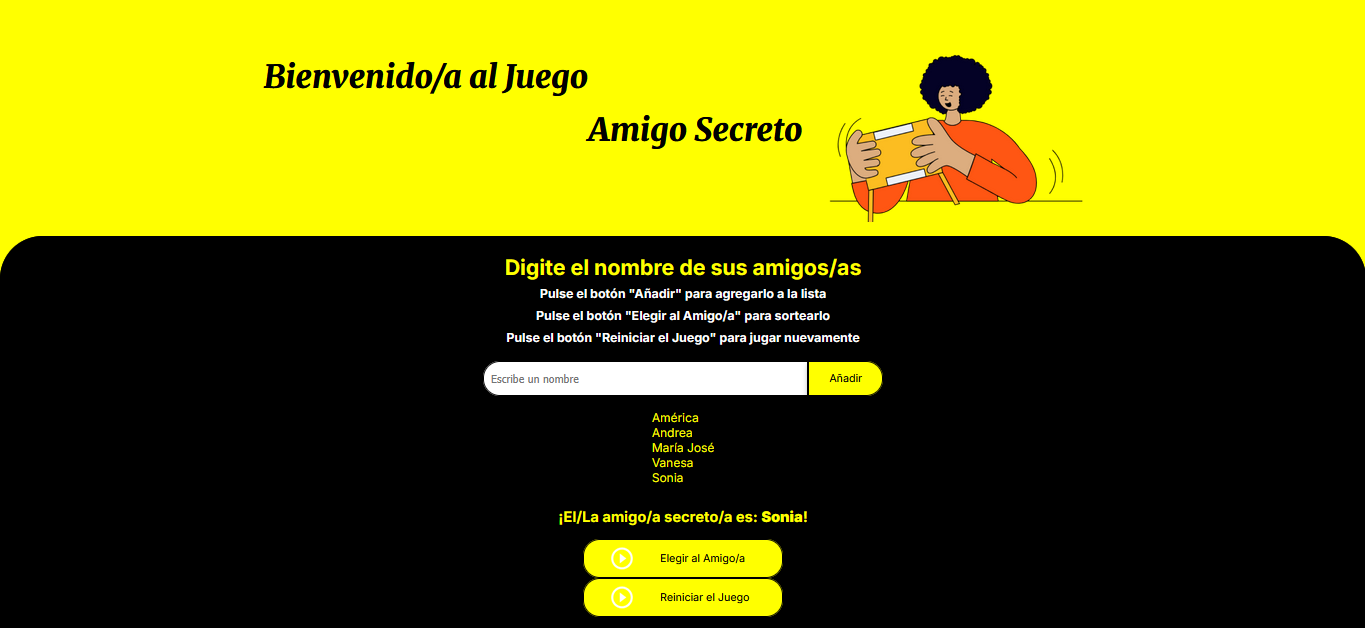 Bienvenido/a al Juego
Amigo Secreto
Digite el nombre de sus amigos/as
Pulse el botón "Añadir" para agregarlo a la lista
Pulse el botón "Elegir al Amigo/a" para sortearlo
Pulse el botón "Reiniciar el Juego" para jugar nuevamente
Escribe un nombre
Añadir
América
Andrea
María José
Vanesa
Sonia
¡El/La amigo/a secreto/a es: Sonia!
Elegir al Amigo/a
Reiniciar el Juego